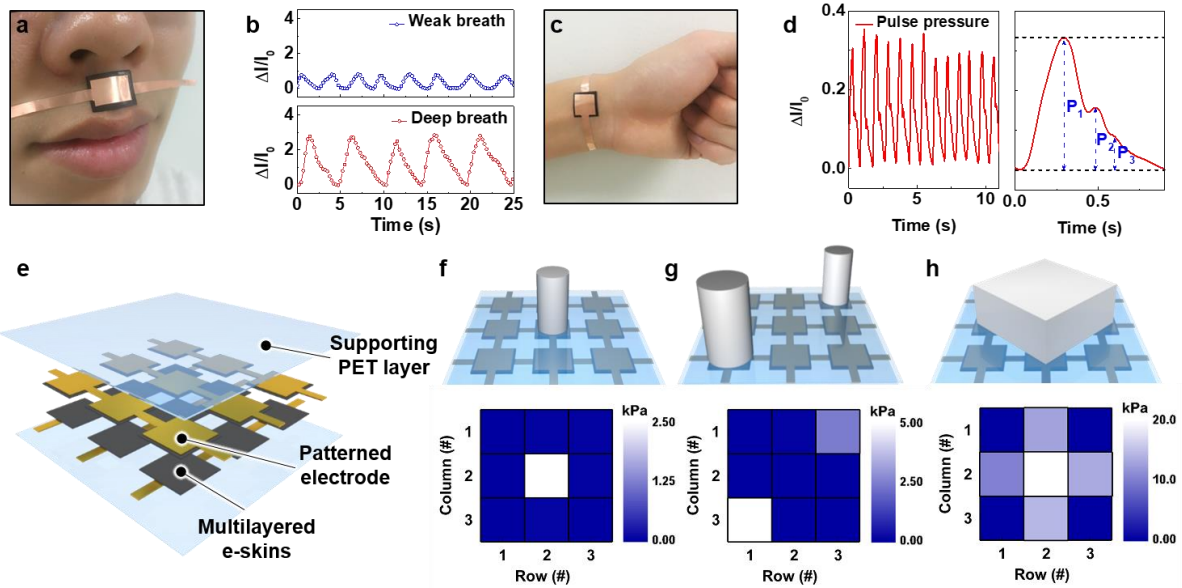 a
b
4
2
0
Weak breath
ΔI/I₀
4
2
0
Deep breath
ΔI/I₀
0 5 10 15 20 25
Time (s)
c
d
0.4
0.2
0.0
ΔI/I₀
Pulse pressure
0 5 10
Time (s)
P₁
P₂
P₃
0.0 0.5
Time (s)
e
Supporting
PET layer
Patterned
electrode
Multilayered
e-skins
f
kPa
2.50
1.25
0.00
Column (#)
1
2
3
1 2 3
Row (#)
g
kPa
5.00
2.50
0.00
Column (#)
1
2
3
1 2 3
Row (#)
h
kPa
20.0
10.0
0.00
Column (#)
1
2
3
1 2 3
Row (#)